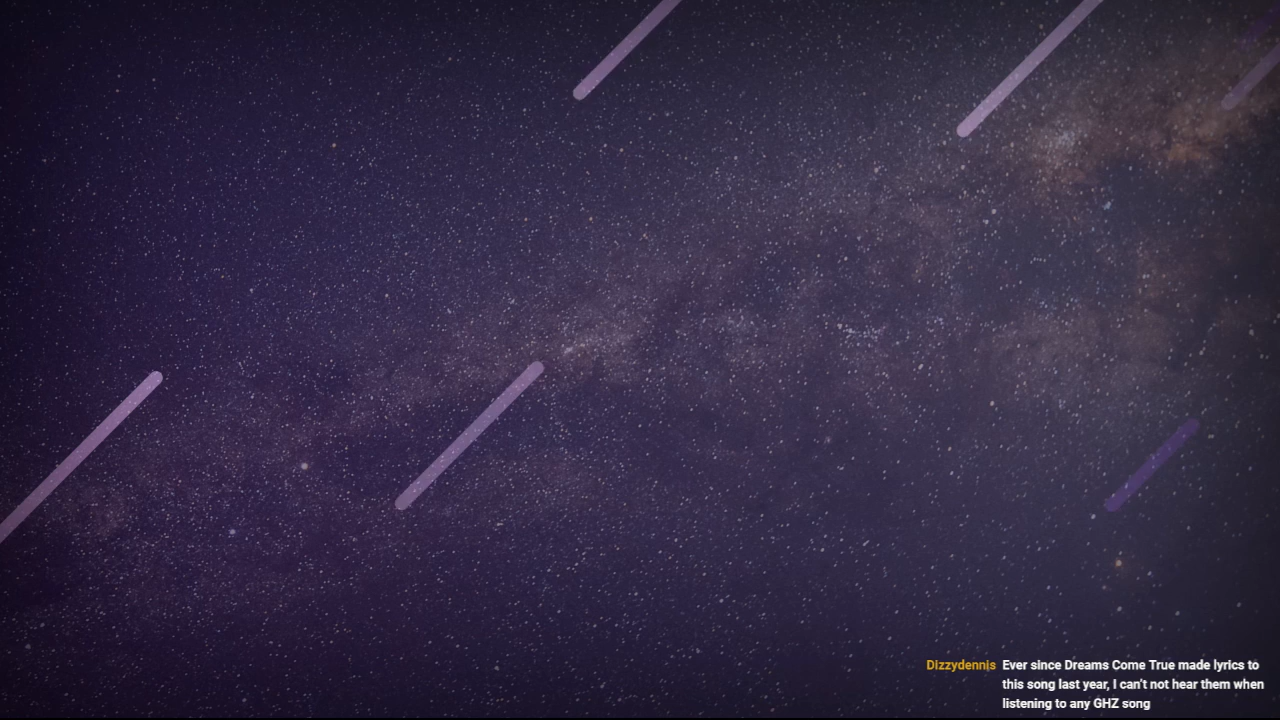 Dizzydennis Ever since Dreams Come True made lyrics to
this song last year, I can't not hear them when
listening to any GHZ song